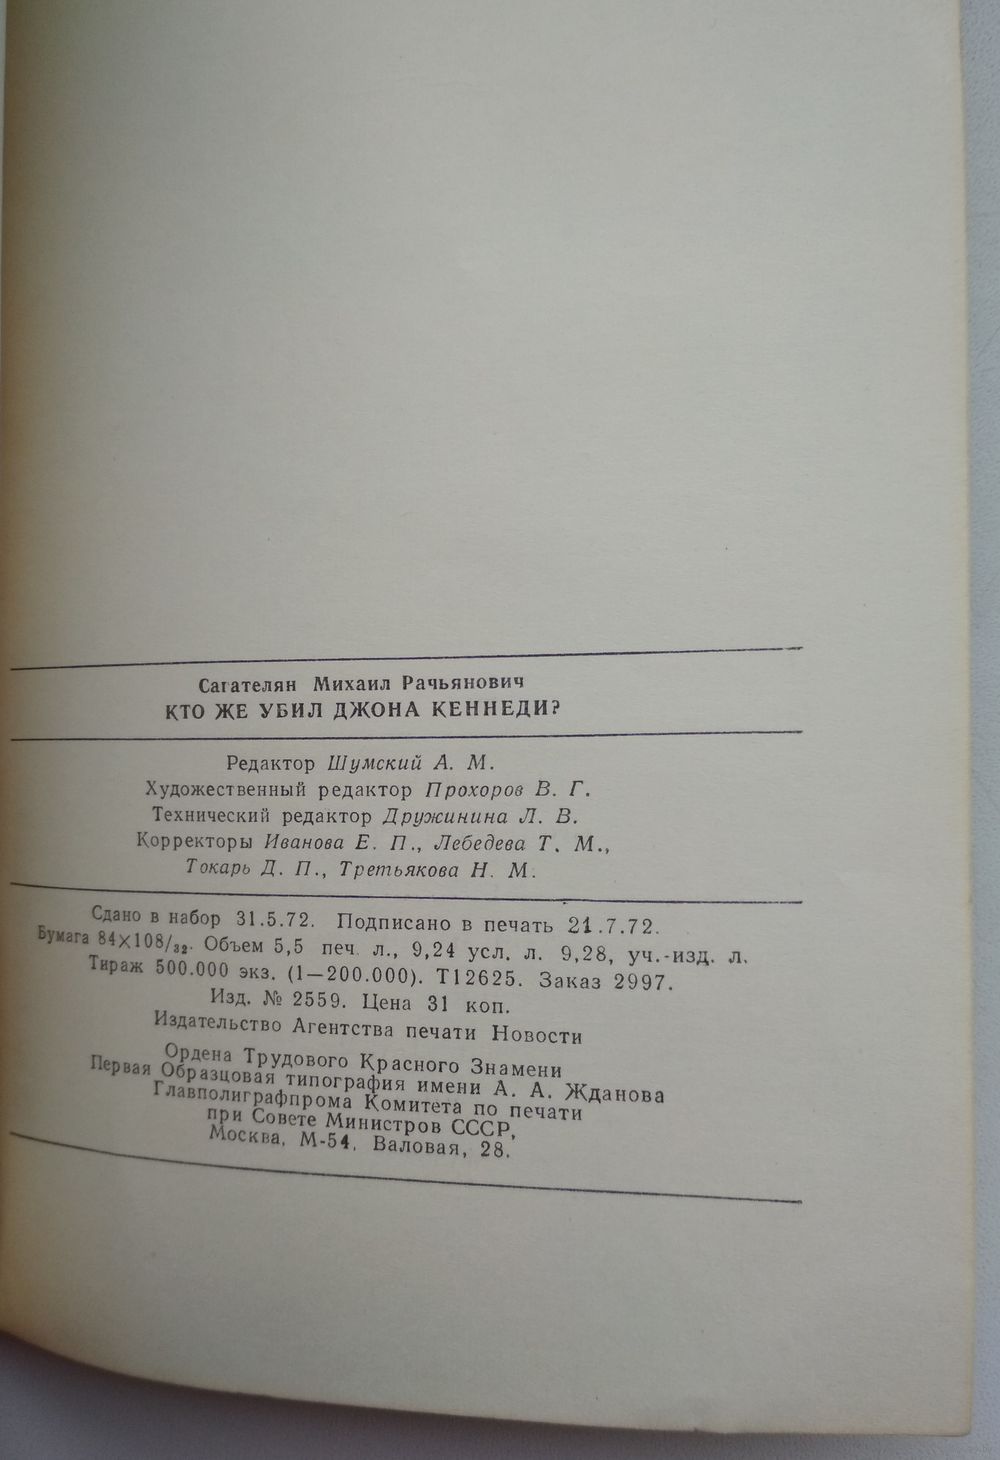 Сагателян Михаил Рачьянович
КТО ЖЕ УБИЛ ДЖОНА КЕННЕДИ?
Редактор Шумский А. М.
Художественный редактор Прохоров В. Г.
Технический редактор Дружинина Л. В.
Корректоры Иванова Е. П., Лебедева Т. М.,
Токарь Д. П., Третьякова Н. М.
Сдано в набор 31.5.72. Подписано в печать 21.7.72.
Бумага 84×108/32. Объем 5,5 печ. л., 9,24 усл. л. 9,28, уч.-изд. л.
Тираж 500.000 экз. (1—200.000). Т12625. Заказ 2997.
Изд. № 2559. Цена 31 коп.
Издательство Агентства печати Новости
Ордена Трудового Красного Знамени
Первая Образцовая типография имени А. А. Жданова
Главполиграфпрома Комитета по печати
при Совете Министров СССР,
Москва, М-54, Валовая, 28.